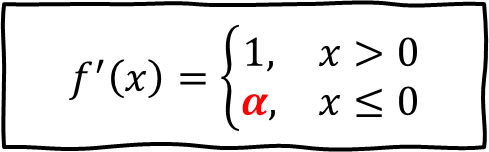 f′(x) = { 1, x > 0
α, x ≤ 0